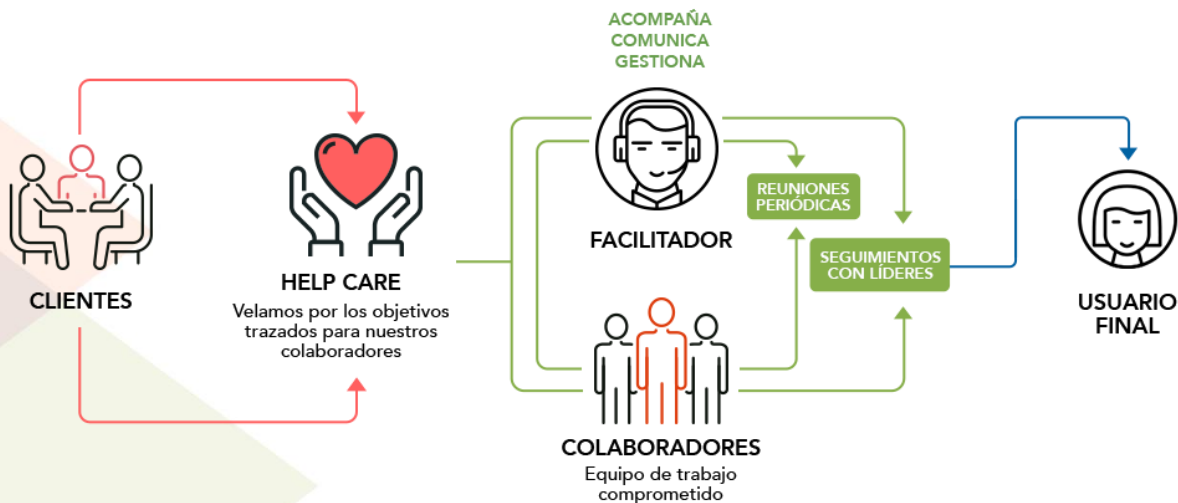 CLIENTES
HELP CARE
Velamos por los objetivos
trazados para nuestros
colaboradores
ACOMPAÑA
COMUNICA
GESTIONA
FACILITADOR
REUNIONES
PERIÓDICAS
SEGUIMIENTOS
CON LÍDERES
COLABORADORES
Equipo de trabajo
comprometido
USUARIO
FINAL